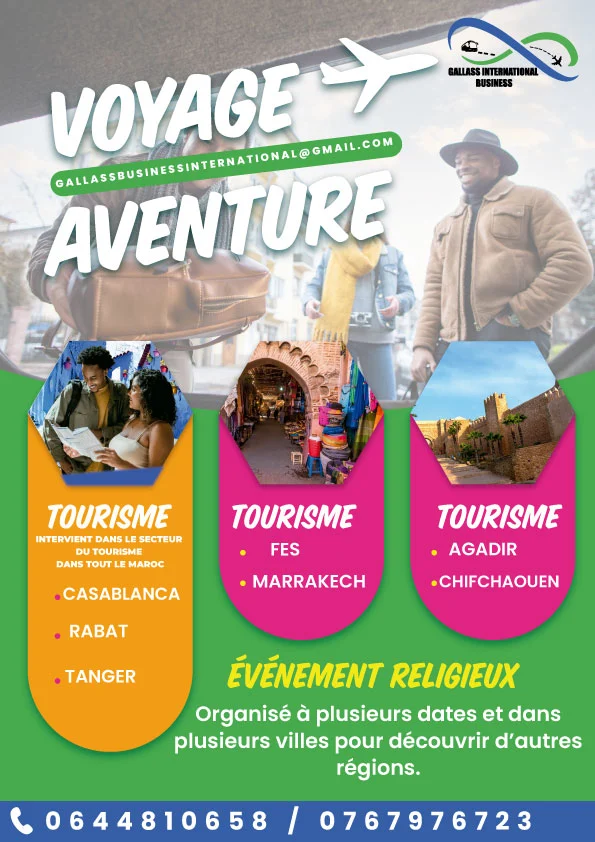 GALLASS INTERNATIONAL
BUSINESS
VOYAGE
GALLASSBUSINESSINTERNATIONAL@GMAIL.COM
AVENTURE
TOURISME
INTERVIENT DANS LE SECTEUR
DU TOURISME
DANS TOUT LE MAROC
CASABLANCA
RABAT
TANGER
TOURISME
FES
MARRAKECH
TOURISME
AGADIR
CHIFCHAOUEN
ÉVÉNEMENT RELIGIEUX
Organisé à plusieurs dates et dans
plusieurs villes pour découvrir d'autres
régions.
0644810658 / 0767976723